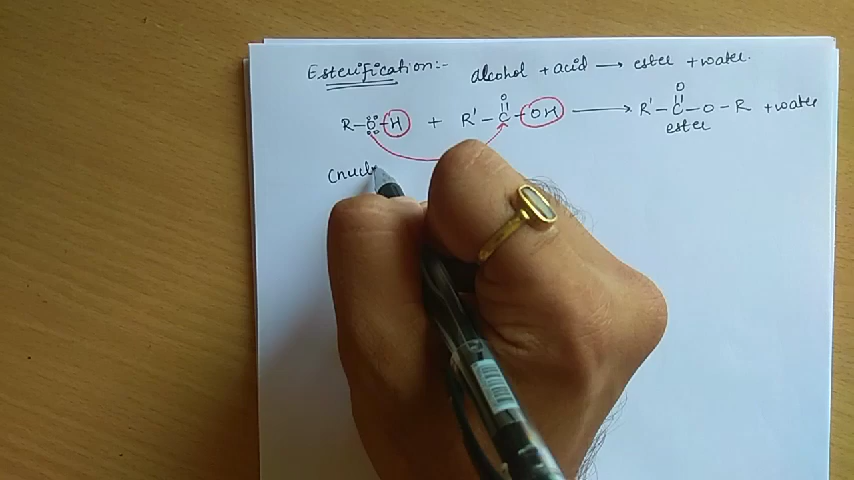 Esterification:- alcohol + acid → ester + water.
O O
R-O-H + R' - C - OH → R' - C - O - R + water
ester